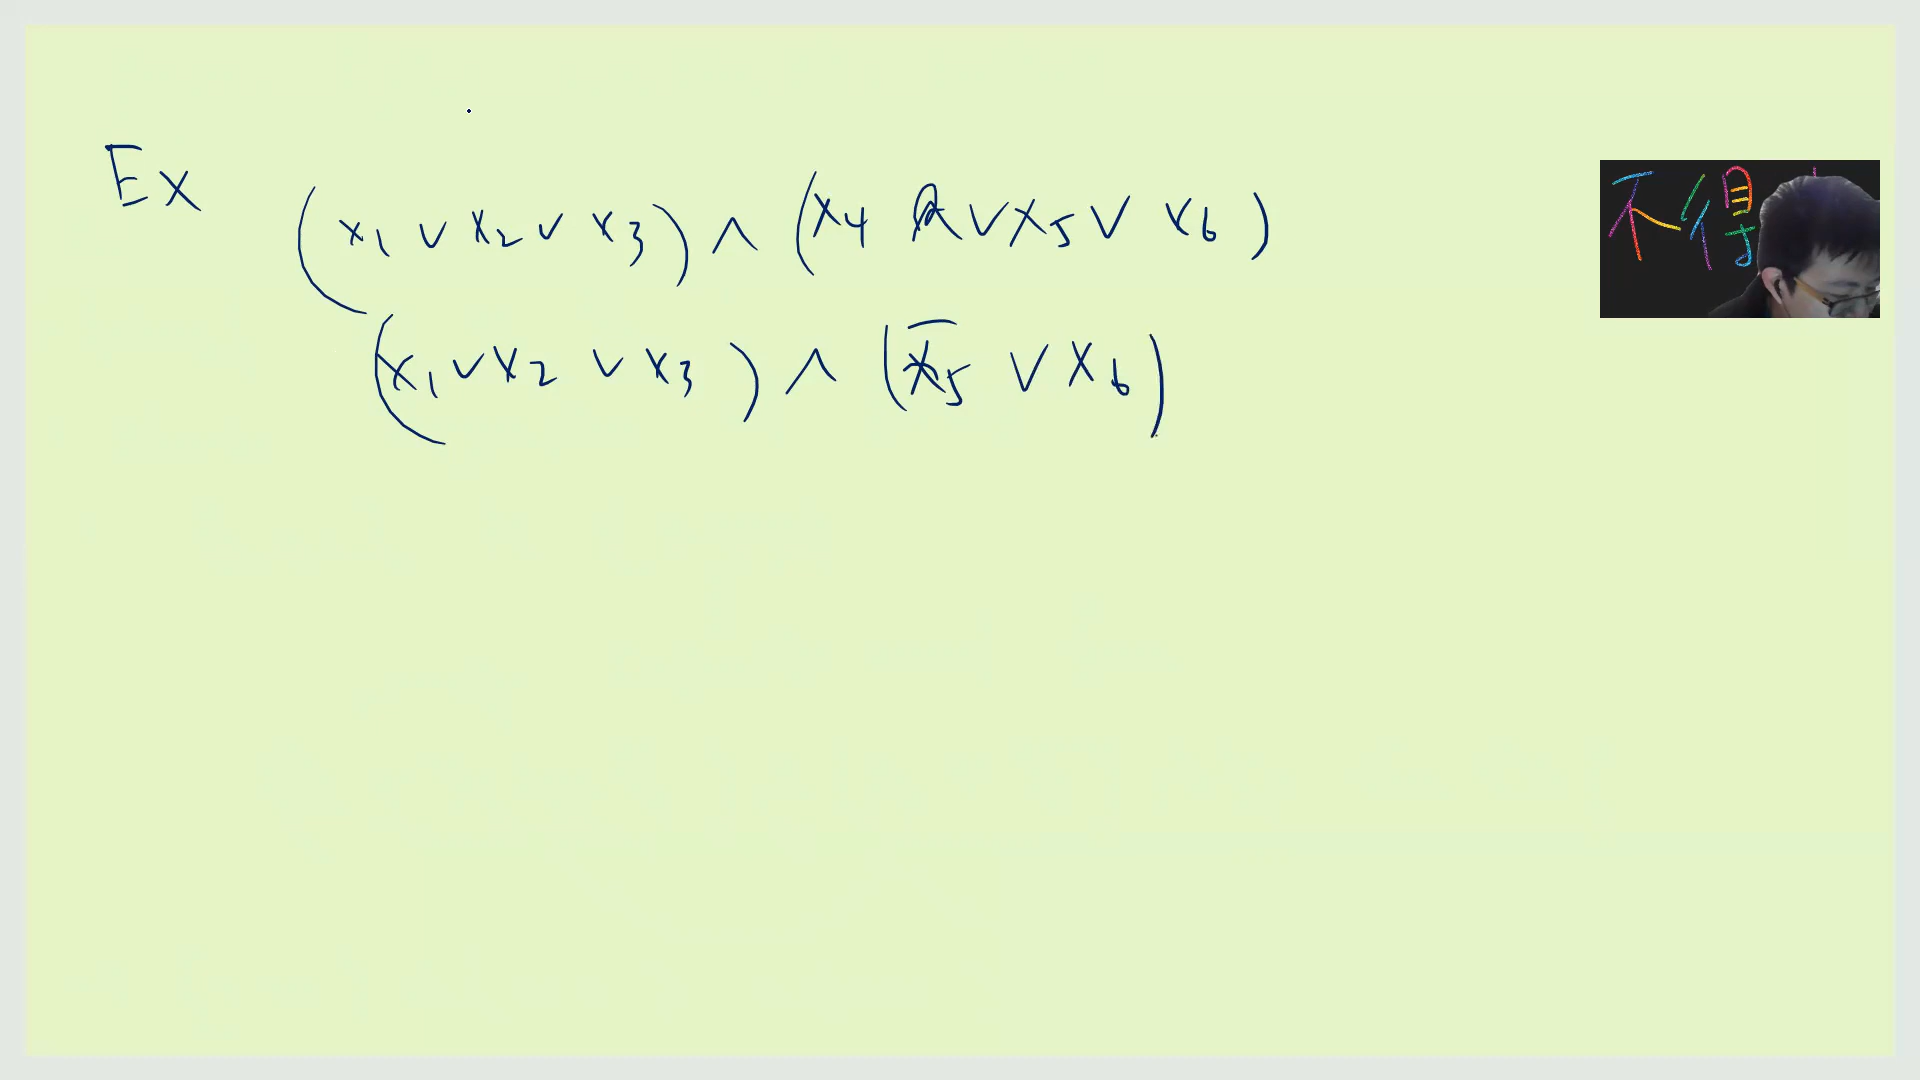 Ex
(x₁ ∨ x₂ ∨ x₃) ∧ (x₄ ∨ x₅ ∨ x₆)
(x₁ ∨ x₂ ∨ x₃) ∧ (x̅₅ ∨ x₆)
不得